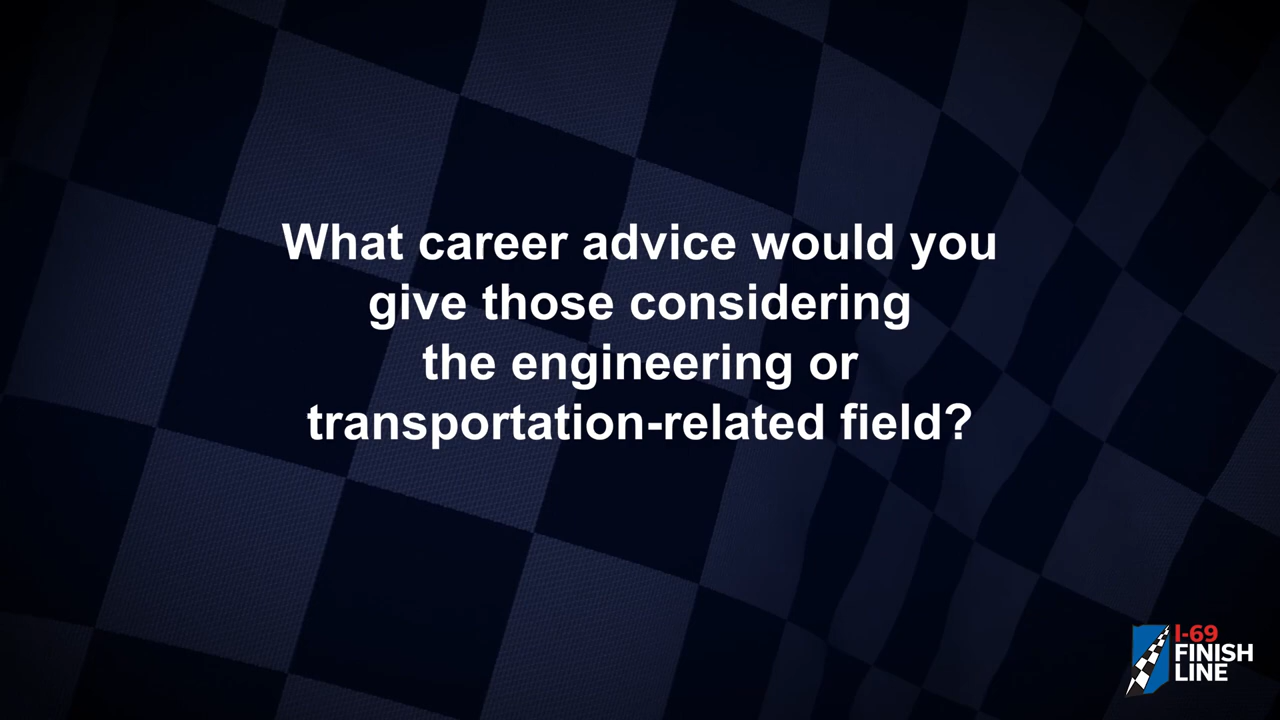 What career advice would you
give those considering
the engineering or
transportation-related field?
I-69
FINISH
LINE